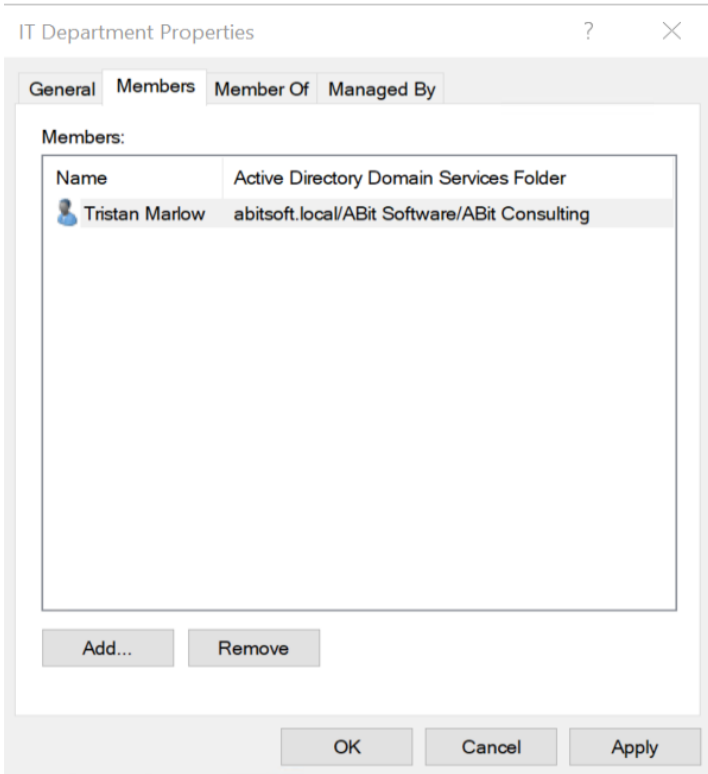 IT Department Properties ?
General Members Member Of Managed By
Members:
Name Active Directory Domain Services Folder
Tristan Marlow abitsoft.local/ABit Software/ABit Consulting
Add... Remove
OK Cancel Apply